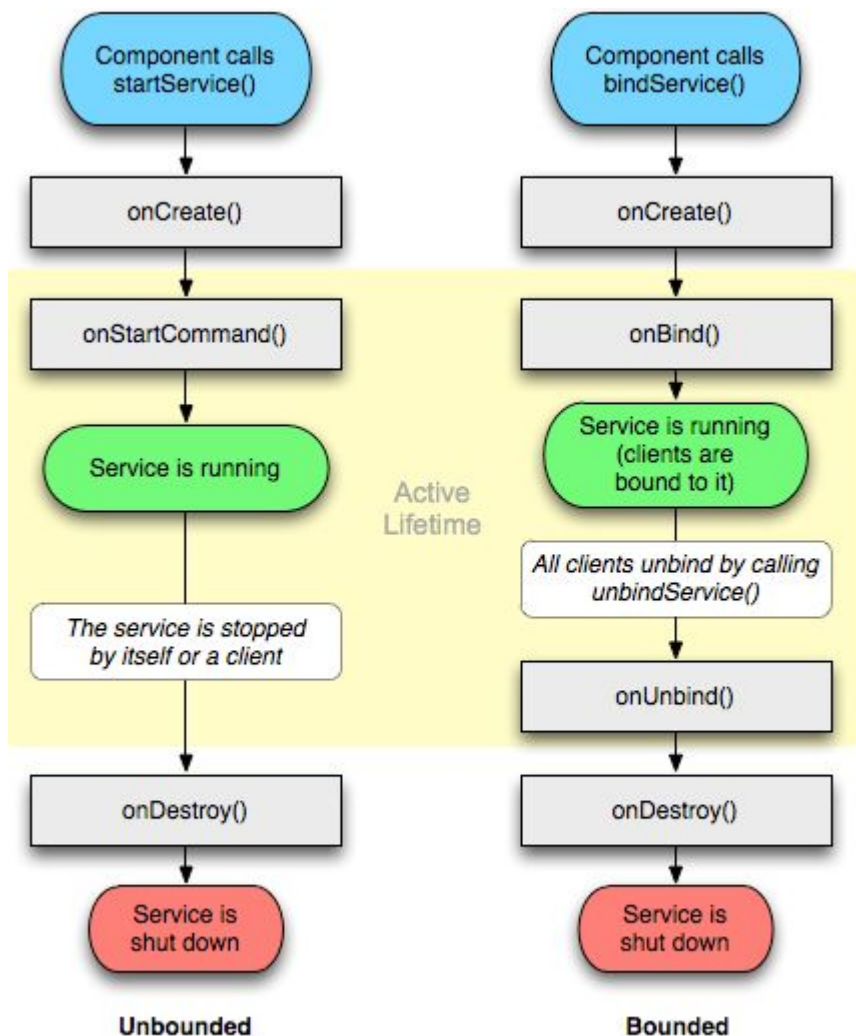 Component calls
startService()
onCreate()
onStartCommand()
Service is running
The service is stopped
by itself or a client
onDestroy()
Service is
shut down
Unbounded
Active
Lifetime
Component calls
bindService()
onCreate()
onBind()
Service is running
(clients are
bound to it)
All clients unbind by calling
unbindService()
onUnbind()
onDestroy()
Service is
shut down
Bounded